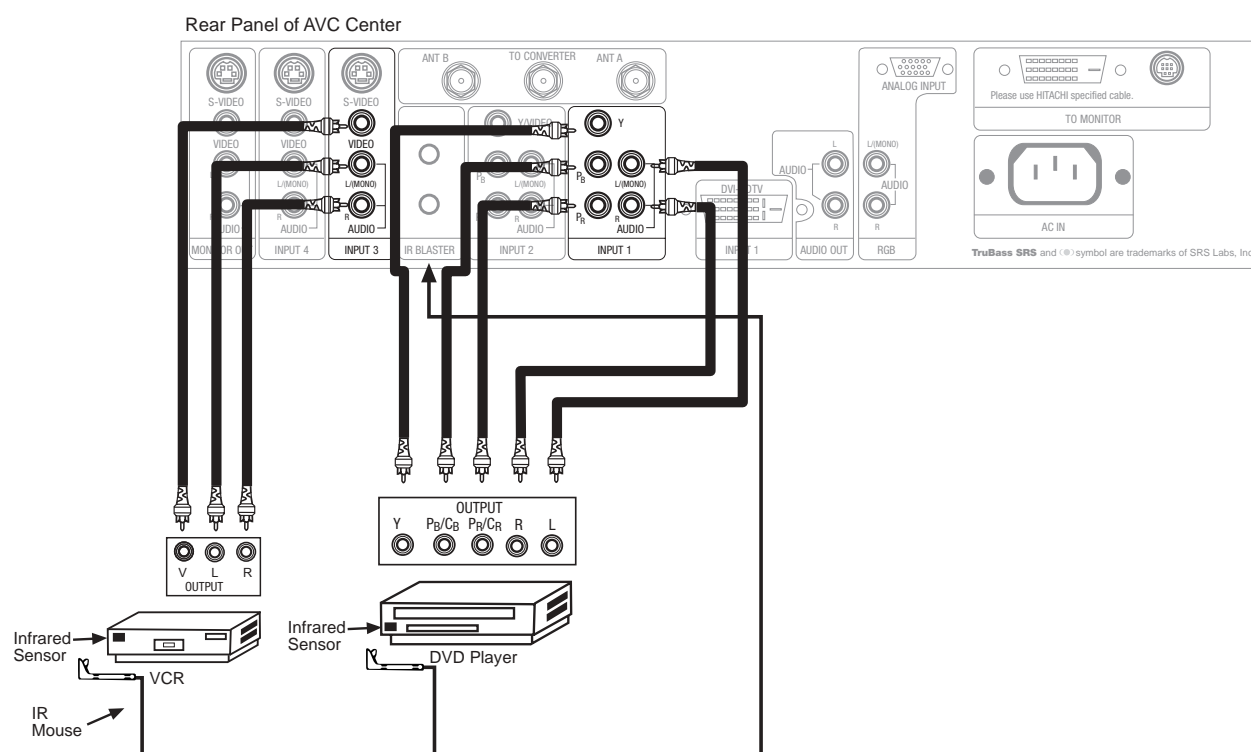 Rear Panel of AVC Center
ANT B
TO CONVERTER
ANT A
S-VIDEO
S-VIDEO
S-VIDEO
ANALOG INPUT
Please use HITACHI specified cable.
TO MONITOR
Y/VIDEO
Y
VIDEO
VIDEO
VIDEO
L
L/(MONO)
AUDIO
AUDIO
PB
L/(MONO)
PB
L/(MONO)
L/(MONO)
L/(MONO)
DVI-HDTV
R
R
R
PR
R
R
R
AUDIO
AUDIO
AUDIO
AUDIO
AUDIO
AC IN
MONITOR OUT
INPUT 4
INPUT 3
IR BLASTER
INPUT 2
INPUT 1
INPUT 1
AUDIO OUT
RGB
TruBass SRS and (●) symbol are trademarks of SRS Labs, Inc
OUTPUT
Y
PB/CB
PR/CR
R
L
V
L
R
OUTPUT
Infrared
Sensor
VCR
Infrared
Sensor
DVD Player
IR
Mouse